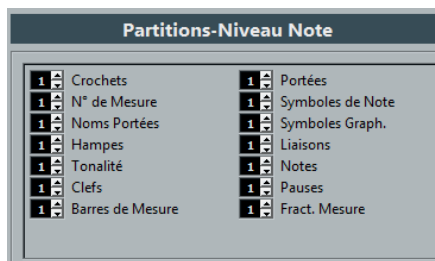 Partitions-Niveau Note
1 Crochets 1 Portées
1 N° de Mesure 1 Symboles de Note
1 Noms Portées 1 Symboles Graph.
1 Hampes 1 Liaisons
1 Tonalité 1 Notes
1 Clefs 1 Pauses
1 Barres de Mesure 1 Fract. Mesure